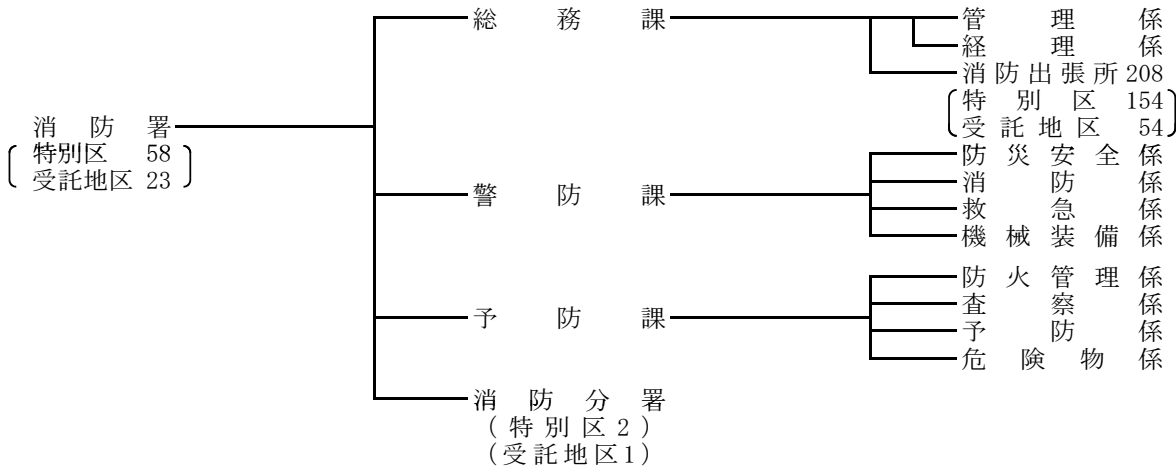 総務課
管理係
経理係
消防出張所208
特別区 154
受託地区 54
消防署
特別区 58
受託地区 23
警防課
防災安全係
消防係
救急係
機械装備係
予防課
防火管理係
査察係
予防係
危険物係
消防分署
(特別区2)
(受託地区1)